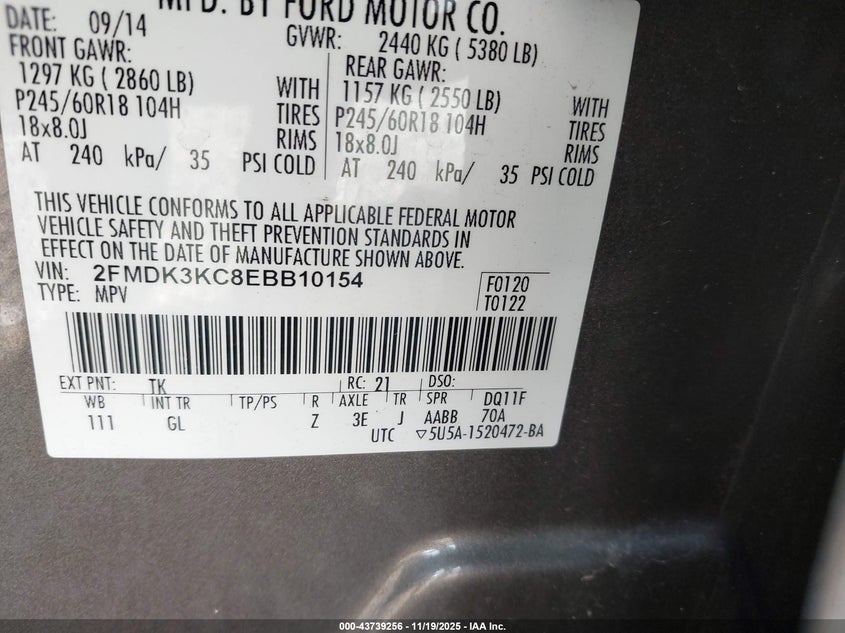 MFD. BY FORD MOTOR CO.
DATE: 09/14 GVWR: 2440 KG ( 5380 LB)
FRONT GAWR: REAR GAWR:
1297 KG ( 2860 LB) WITH 1157 KG ( 2550 LB) WITH
P245/60R18 104H TIRES P245/60R18 104H TIRES
18x8.0J RIMS 18x8.0J RIMS
AT 240 kPa/ 35 PSI COLD AT 240 kPa/ 35 PSI COLD
THIS VEHICLE CONFORMS TO ALL APPLICABLE FEDERAL MOTOR
VEHICLE SAFETY AND THEFT PREVENTION STANDARDS IN
EFFECT ON THE DATE OF MANUFACTURE SHOWN ABOVE.
VIN: 2FMDK3KC8EBB10154 F0120
TYPE: MPV T0122
EXT PNT: TK RC: 21 DSO:
WB INT TR TP/PS R AXLE TR SPR DQ11F
111 GL Z 3E J AABB 70A
UTC ▽5U5A-1520472-BA
000-43739256 - 11/19/2025 - IAA Inc.